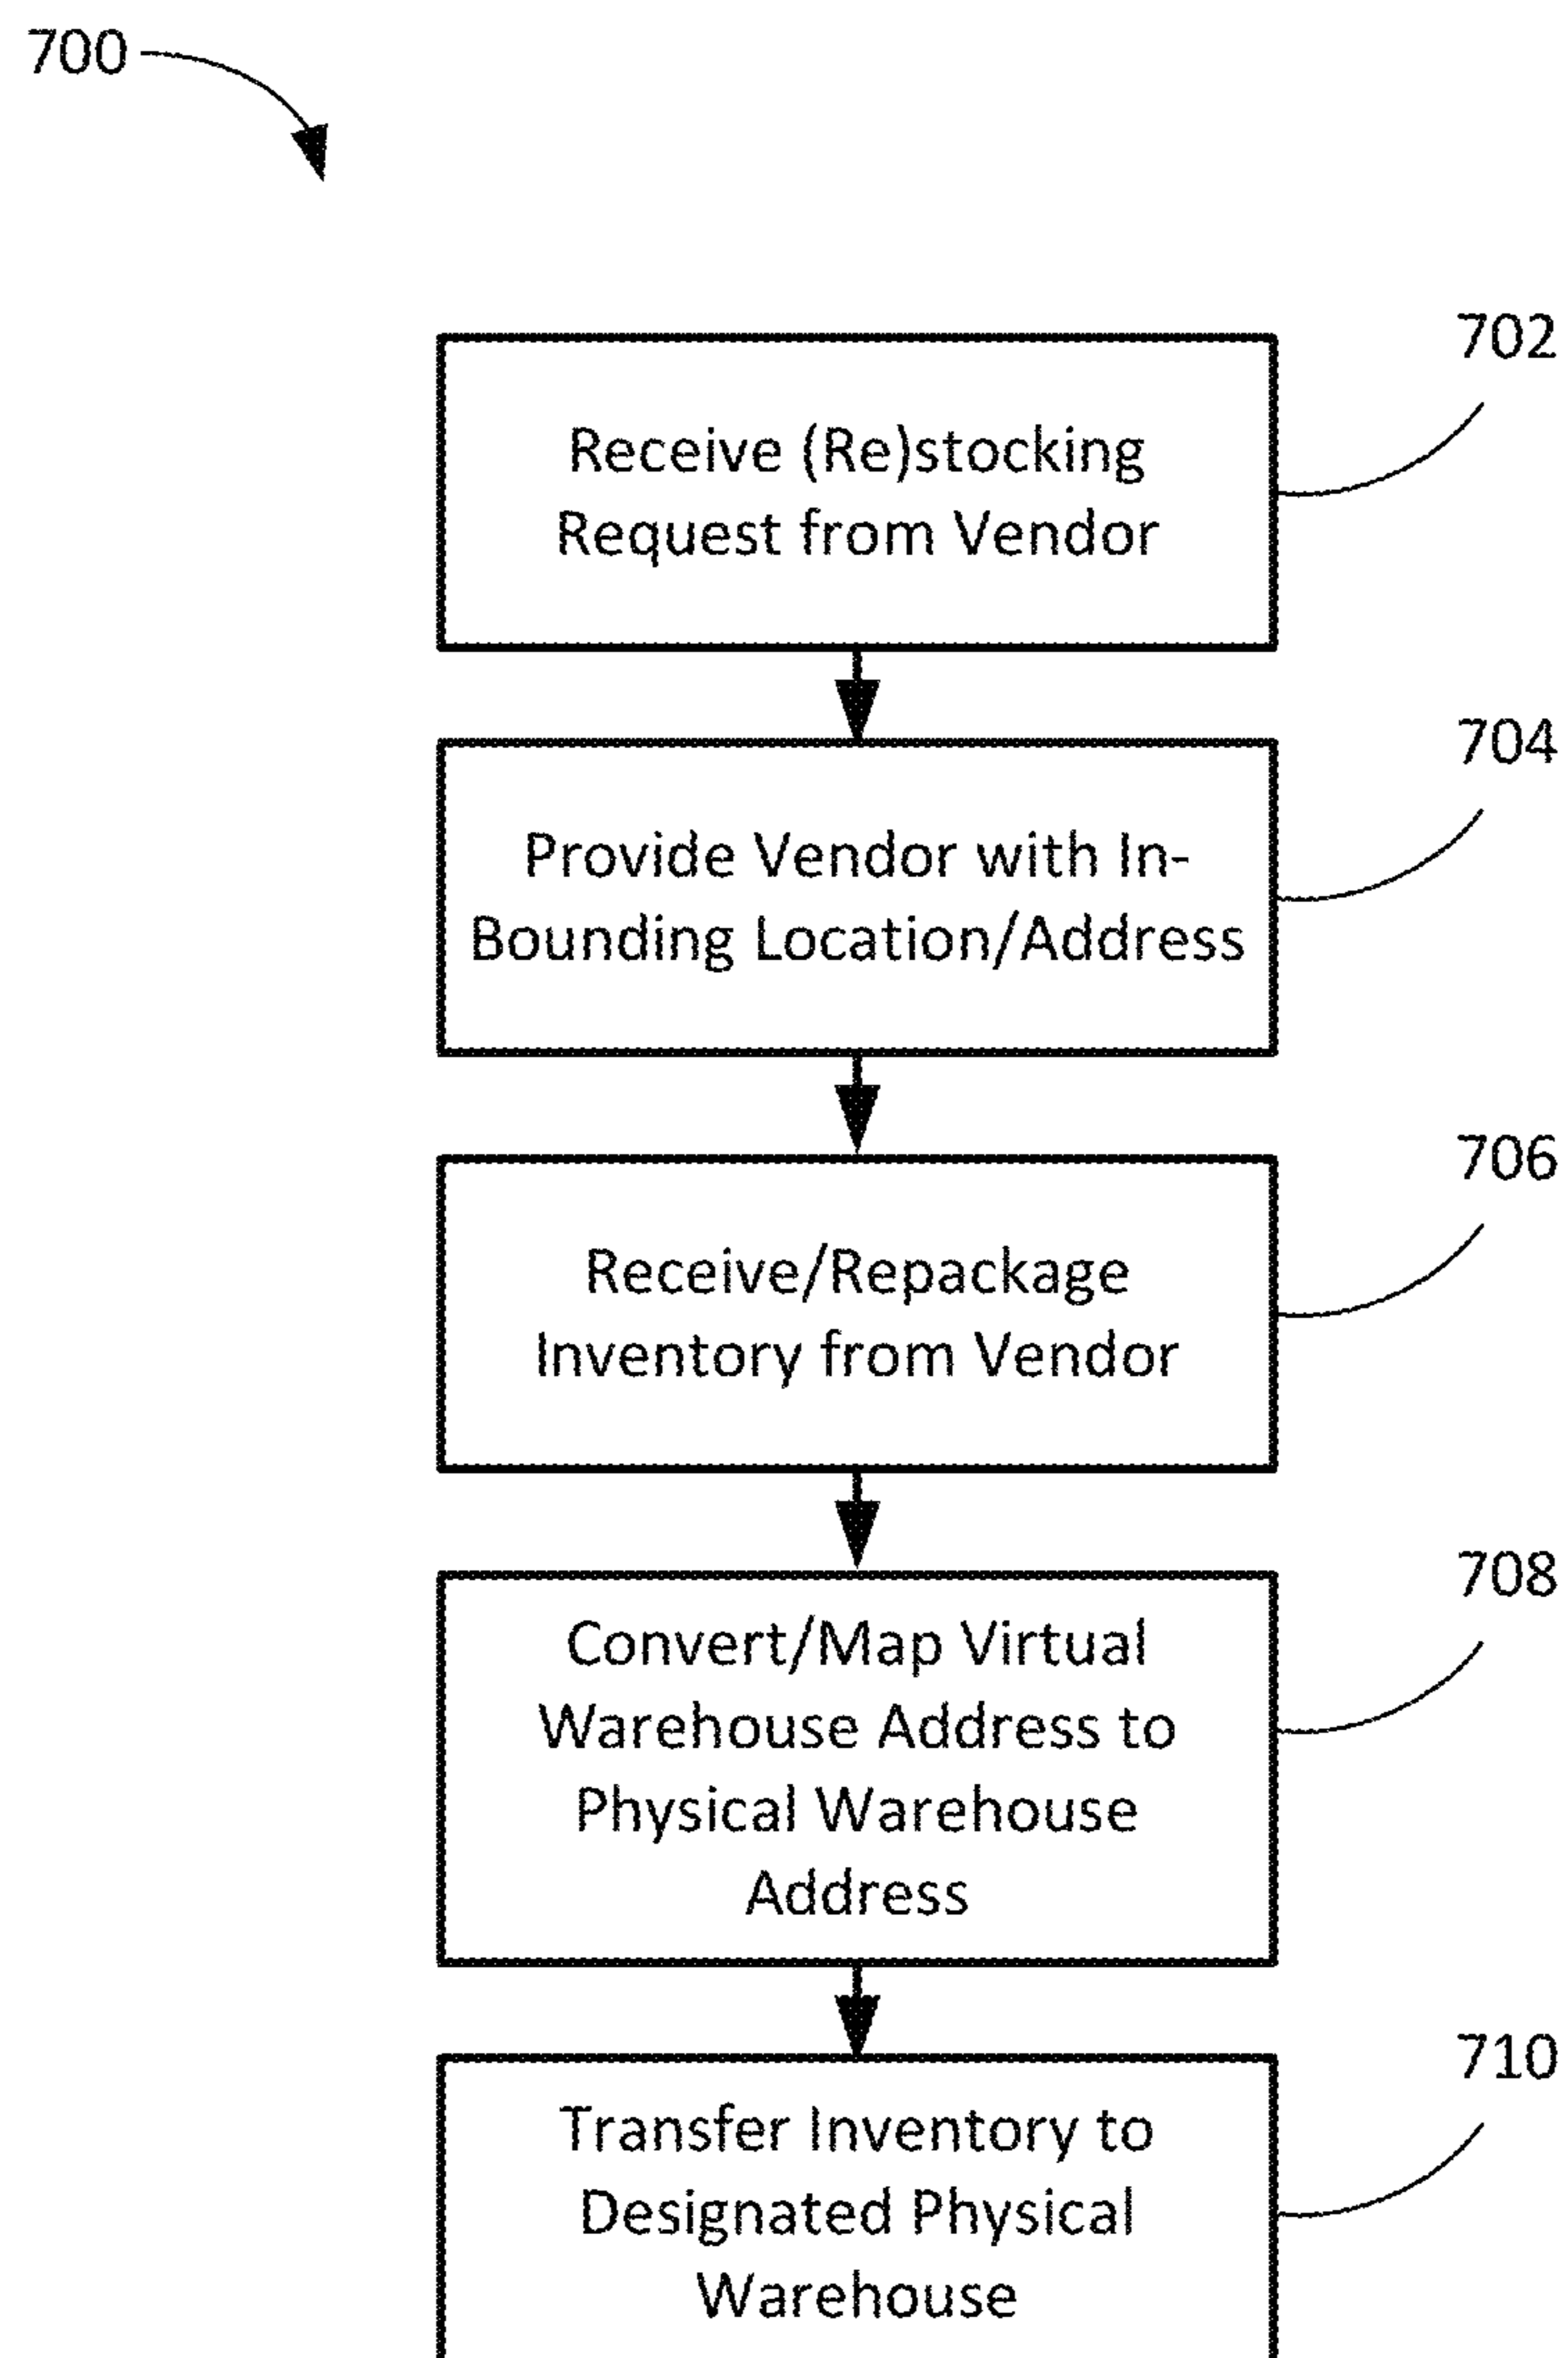 700
702
Receive (Re)stocking
Request from Vendor
704
Provide Vendor with In-
Bounding Location/Address
706
Receive/Repackage
Inventory from Vendor
708
Convert/Map Virtual
Warehouse Address to
Physical Warehouse
Address
710
Transfer Inventory to
Designated Physical
Warehouse